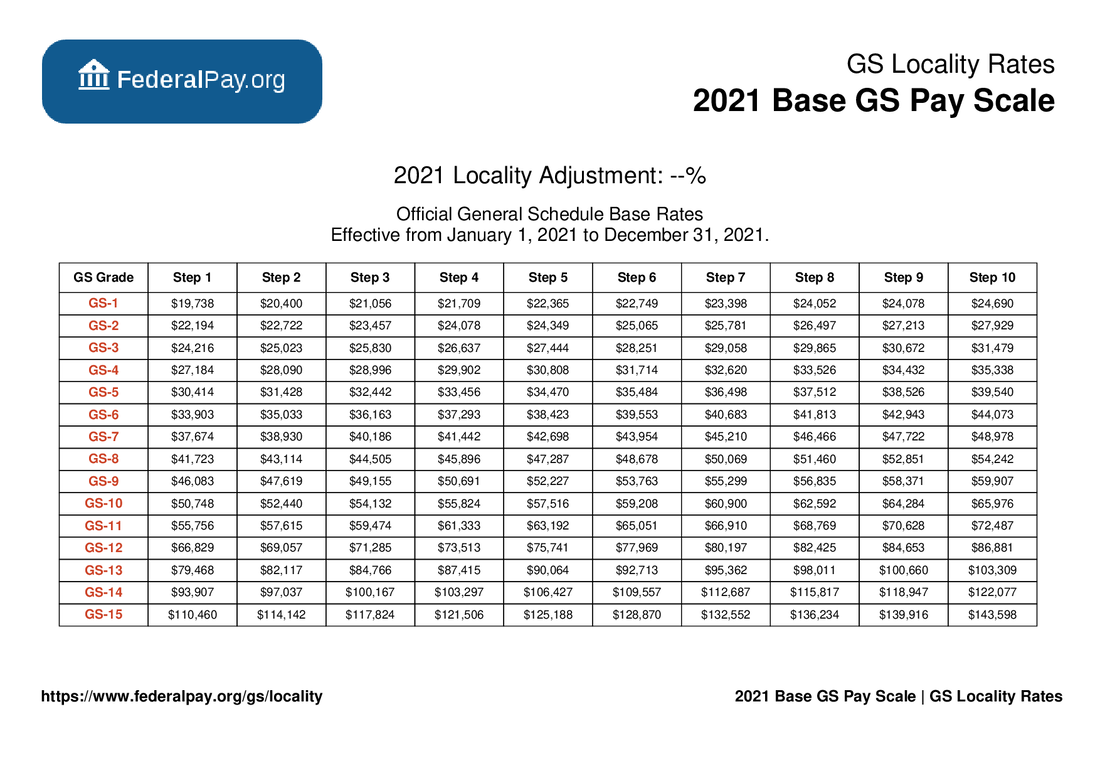 FederalPay.org
GS Locality Rates
2021 Base GS Pay Scale
2021 Locality Adjustment: --%
Official General Schedule Base Rates
Effective from January 1, 2021 to December 31, 2021.
GS Grade Step 1 Step 2 Step 3 Step 4 Step 5 Step 6 Step 7 Step 8 Step 9 Step 10
GS-1 $19,738 $20,400 $21,056 $21,709 $22,365 $22,749 $23,398 $24,052 $24,078 $24,690
GS-2 $22,194 $22,722 $23,457 $24,078 $24,349 $25,065 $25,781 $26,497 $27,213 $27,929
GS-3 $24,216 $25,023 $25,830 $26,637 $27,444 $28,251 $29,058 $29,865 $30,672 $31,479
GS-4 $27,184 $28,090 $28,996 $29,902 $30,808 $31,714 $32,620 $33,526 $34,432 $35,338
GS-5 $30,414 $31,428 $32,442 $33,456 $34,470 $35,484 $36,498 $37,512 $38,526 $39,540
GS-6 $33,903 $35,033 $36,163 $37,293 $38,423 $39,553 $40,683 $41,813 $42,943 $44,073
GS-7 $37,674 $38,930 $40,186 $41,442 $42,698 $43,954 $45,210 $46,466 $47,722 $48,978
GS-8 $41,723 $43,114 $44,505 $45,896 $47,287 $48,678 $50,069 $51,460 $52,851 $54,242
GS-9 $46,083 $47,619 $49,155 $50,691 $52,227 $53,763 $55,299 $56,835 $58,371 $59,907
GS-10 $50,748 $52,440 $54,132 $55,824 $57,516 $59,208 $60,900 $62,592 $64,284 $65,976
GS-11 $55,756 $57,615 $59,474 $61,333 $63,192 $65,051 $66,910 $68,769 $70,628 $72,487
GS-12 $66,829 $69,057 $71,285 $73,513 $75,741 $77,969 $80,197 $82,425 $84,653 $86,881
GS-13 $79,468 $82,117 $84,766 $87,415 $90,064 $92,713 $95,362 $98,011 $100,660 $103,309
GS-14 $93,907 $97,037 $100,167 $103,297 $106,427 $109,557 $112,687 $115,817 $118,947 $122,077
GS-15 $110,460 $114,142 $117,824 $121,506 $125,188 $128,870 $132,552 $136,234 $139,916 $143,598
https://www.federalpay.org/gs/locality
2021 Base GS Pay Scale | GS Locality Rates